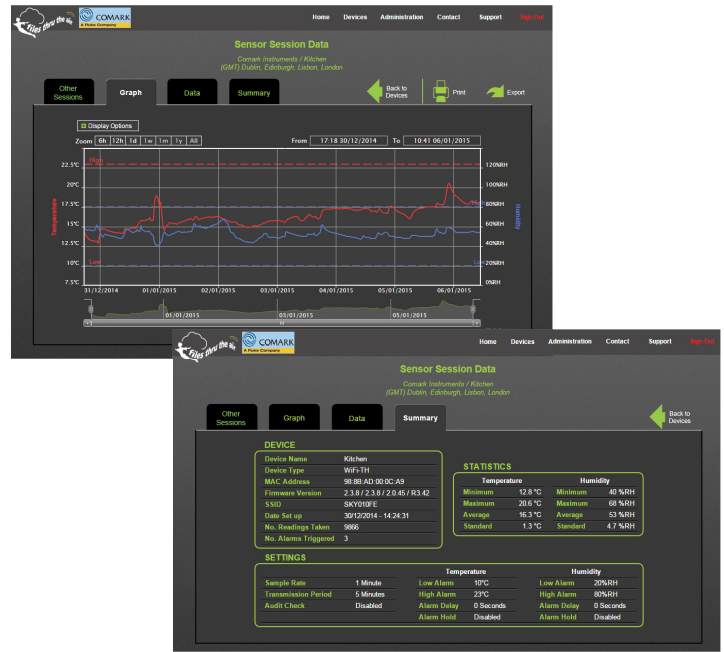 Files thru the air
COMARK
A Fluke Company
Home Devices Administration Contact Support Sign Out
Sensor Session Data
Comark Instruments / Kitchen
(GMT) Dublin, Edinburgh, Lisbon, London
Other Sessions
Graph
Data
Summary
Back to Devices
Print
Export
Display Options
Zoom 6h 12h 1d 1w 1m 1y All
From 17:18 30/12/2014 To 10:41 06/01/2015
High
22.5°C
20°C
17.5°C
15°C
12.5°C
10°C
7.5°C
Temperature
Low
120%RH
100%RH
80%RH
60%RH
40%RH
20%RH
0%RH
High
Humidity
Low
31/12/2014 01/01/2015 02/01/2015 03/01/2015 04/01/2015 05/01/2015 06/01/2015
01/01/2015 03/01/2015 05/01/2015
Files thru the air
COMARK
A Fluke Company
Home Devices Administration Contact Support Sign Out
Sensor Session Data
Comark Instruments / Kitchen
(GMT) Dublin, Edinburgh, Lisbon, London
Other Sessions
Graph
Data
Summary
Back to Devices
DEVICE
Device Name Kitchen
Device Type WiFi-TH
MAC Address 98:8B:AD:00:0C:A9
Firmware Version 2.3.8 / 2.3.8 / 2.0.45 / R3.42
SSID SKY010FE
Date Set up 30/12/2014 - 14:24:31
No. Readings Taken 9866
No. Alarms Triggered 3
STATISTICS
Temperature Humidity
Minimum 12.8 °C Minimum 40 %RH
Maximum 20.6 °C Maximum 68 %RH
Average 16.3 °C Average 53 %RH
Standard 1.3 °C Standard 4.7 %RH
SETTINGS
Temperature Humidity
Sample Rate 1 Minute Low Alarm 10°C Low Alarm 20%RH
Transmission Period 5 Minutes High Alarm 23°C High Alarm 80%RH
Audit Check Disabled Alarm Delay 0 Seconds Alarm Delay 0 Seconds
Alarm Hold Disabled Alarm Hold Disabled